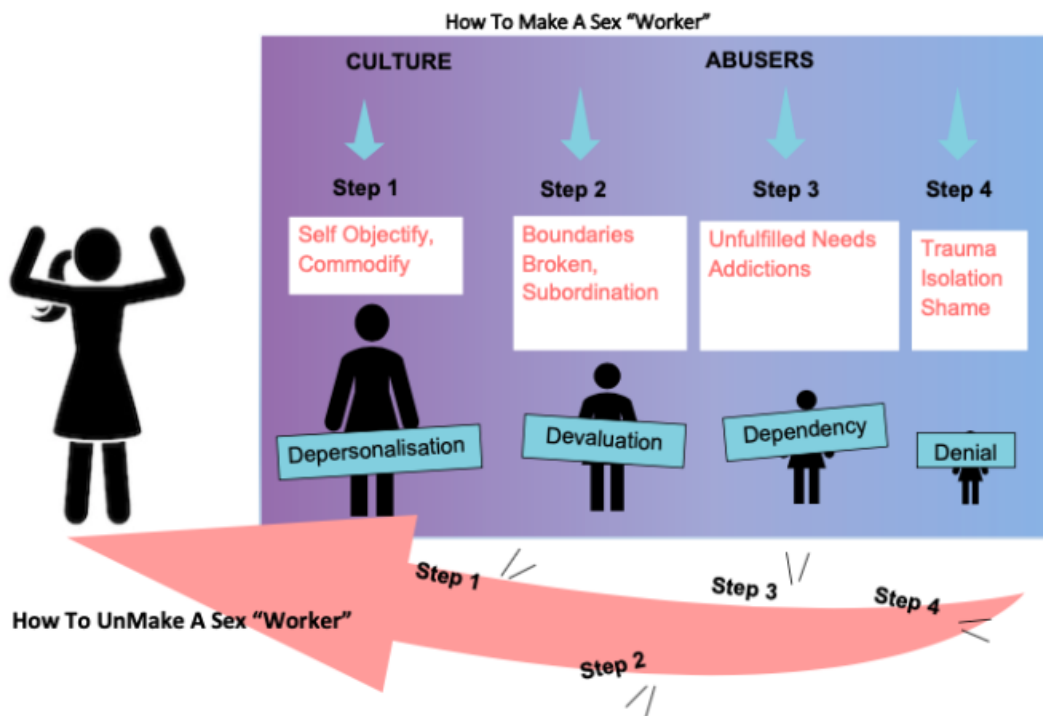 How To Make A Sex “Worker”
CULTURE
ABUSERS
Step 1
Step 2
Step 3
Step 4
Self Objectify,
Commodify
Boundaries
Broken,
Subordination
Unfulfilled Needs
Addictions
Trauma
Isolation
Shame
Depersonalisation
Devaluation
Dependency
Denial
Step 1
Step 3
Step 4
How To UnMake A Sex “Worker”
Step 2